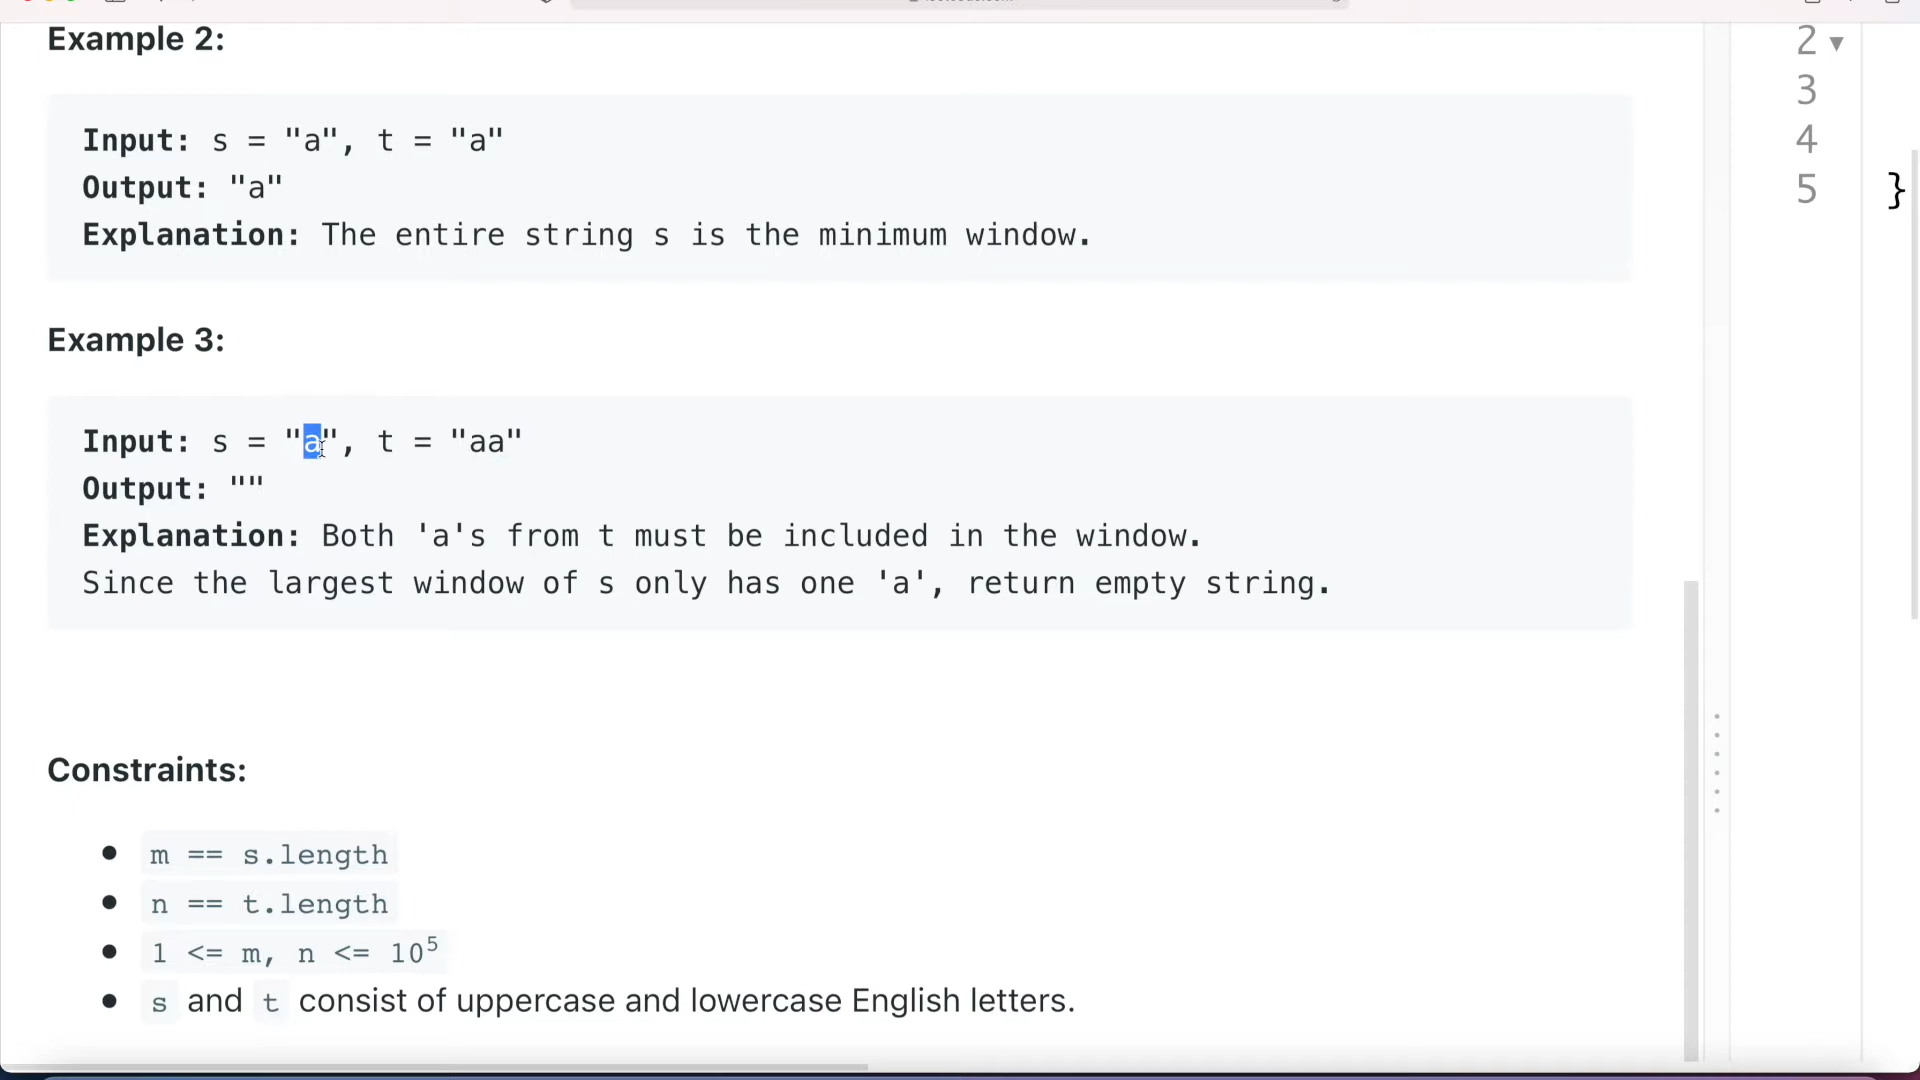 Example 2:
Input: s = "a", t = "a"
Output: "a"
Explanation: The entire string s is the minimum window.
Example 3:
Input: s = "a", t = "aa"
Output: ""
Explanation: Both 'a's from t must be included in the window.
Since the largest window of s only has one 'a', return empty string.
Constraints:
m == s.length
n == t.length
1 <= m, n <= 10⁵
s and t consist of uppercase and lowercase English letters.
2
3
4
5 }